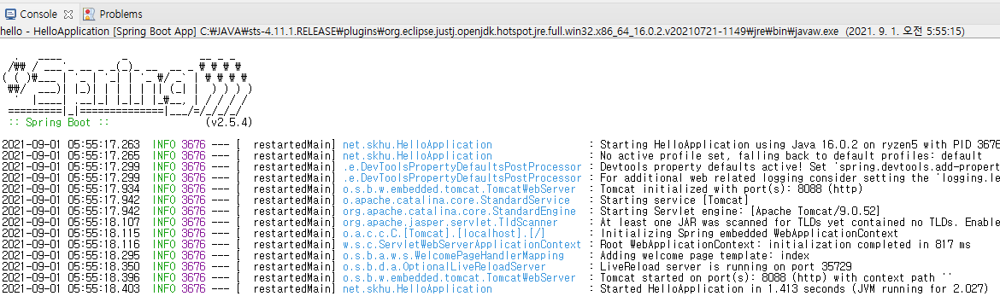 Console Problems
hello - HelloApplication [Spring Boot App] C:₩JAVA₩sts-4.11.1.RELEASE₩plugins₩org.eclipse.justj.openjdk.hotspot.jre.full.win32.x86_64_16.0.2.v20210721-1149₩jre₩bin₩javaw.exe (2021. 9. 1. 오전 5:55:15)
  .   ____          _            __ _ _
 /₩₩ / ___'_ __ _ _(_)_ __  __ _ ₩ ₩ ₩ ₩
( ( )₩___ | '_ | '_| | '_ ₩/ _` | ₩ ₩ ₩ ₩
 ₩₩/  ___)| |_)| | | | | || (_| |  ) ) ) )
  '  |____| .__|_| |_|_| |_₩__, | / / / /
 =========|_|==============|___/=/_/_/_/
 :: Spring Boot ::                (v2.5.4)
2021-09-01 05:55:17.263  INFO 3676 --- [  restartedMain] net.skhu.HelloApplication                : Starting HelloApplication using Java 16.0.2 on ryzen5 with PID 3676
2021-09-01 05:55:17.265  INFO 3676 --- [  restartedMain] net.skhu.HelloApplication                : No active profile set, falling back to default profiles: default
2021-09-01 05:55:17.299  INFO 3676 --- [  restartedMain] .e.DevToolsPropertyDefaultsPostProcessor : Devtools property defaults active! Set 'spring.devtools.add-propert
2021-09-01 05:55:17.299  INFO 3676 --- [  restartedMain] .e.DevToolsPropertyDefaultsPostProcessor : For additional web related logging consider setting the 'logging.le
2021-09-01 05:55:17.934  INFO 3676 --- [  restartedMain] o.s.b.w.embedded.tomcat.TomcatWebServer  : Tomcat initialized with port(s): 8088 (http)
2021-09-01 05:55:17.942  INFO 3676 --- [  restartedMain] o.apache.catalina.core.StandardService   : Starting service [Tomcat]
2021-09-01 05:55:17.942  INFO 3676 --- [  restartedMain] org.apache.catalina.core.StandardEngine  : Starting Servlet engine: [Apache Tomcat/9.0.52]
2021-09-01 05:55:18.107  INFO 3676 --- [  restartedMain] org.apache.jasper.servlet.TldScanner     : At least one JAR was scanned for TLDs yet contained no TLDs. Enable
2021-09-01 05:55:18.115  INFO 3676 --- [  restartedMain] o.a.c.c.C.[Tomcat].[localhost].[/]       : Initializing Spring embedded WebApplicationContext
2021-09-01 05:55:18.116  INFO 3676 --- [  restartedMain] w.s.c.ServletWebServerApplicationContext : Root WebApplicationContext: initialization completed in 817 ms
2021-09-01 05:55:18.295  INFO 3676 --- [  restartedMain] o.s.b.a.w.s.WelcomePageHandlerMapping    : Adding welcome page template: index
2021-09-01 05:55:18.350  INFO 3676 --- [  restartedMain] o.s.b.d.a.OptionalLiveReloadServer       : LiveReload server is running on port 35729
2021-09-01 05:55:18.396  INFO 3676 --- [  restartedMain] o.s.b.w.embedded.tomcat.TomcatWebServer  : Tomcat started on port(s): 8088 (http) with context path ''
2021-09-01 05:55:18.403  INFO 3676 --- [  restartedMain] net.skhu.HelloApplication                : Started HelloApplication in 1.413 seconds (JVM running for 2.027)